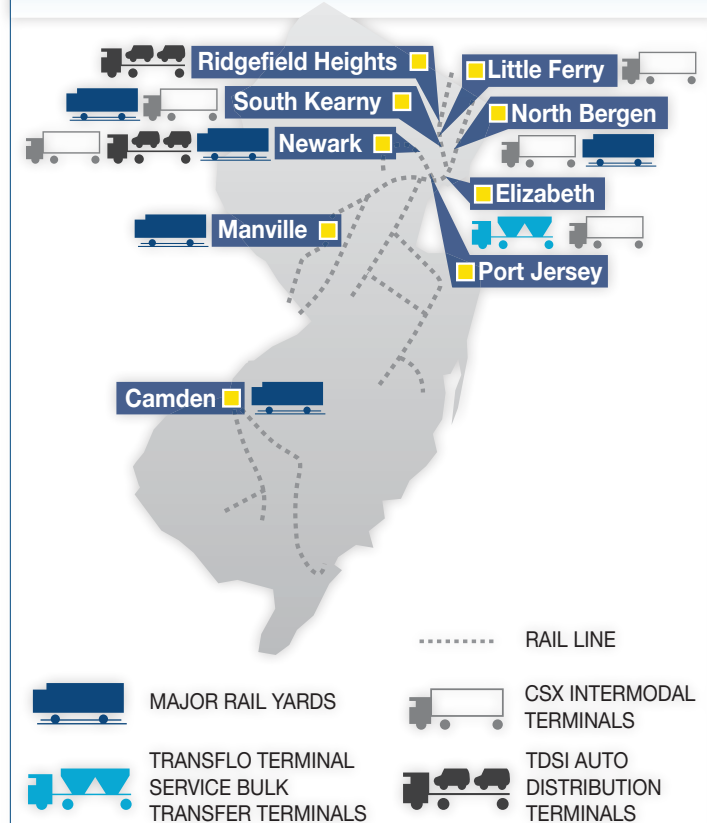 Ridgefield Heights
Little Ferry
South Kearny
North Bergen
Newark
Elizabeth
Manville
Port Jersey
Camden
RAIL LINE
MAJOR RAIL YARDS
CSX INTERMODAL
TERMINALS
TRANSFLO TERMINAL
SERVICE BULK
TRANSFER TERMINALS
TDSI AUTO
DISTRIBUTION
TERMINALS